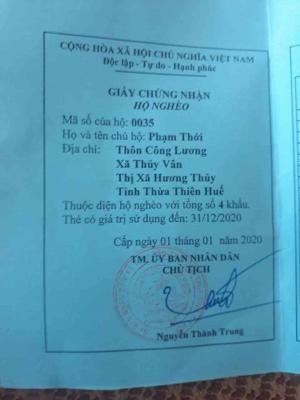 CỘNG HÒA XÃ HỘI CHỦ NGHĨA VIỆT NAM
Độc lập - Tự do - Hạnh phúc
GIẤY CHỨNG NHẬN
HỘ NGHÈO
Mã số của hộ: 0035
Họ và tên chủ hộ: Phạm Thới
Địa chỉ: Thôn Công Lương
Xã Thủy Vân
Thị Xã Hương Thủy
Tỉnh Thừa Thiên Huế
Thuộc diện hộ nghèo với tổng số 4 khẩu.
Thẻ có giá trị sử dụng đến: 31/12/2020
Cấp ngày 01 tháng 01 năm 2020
TM. ỦY BAN NHÂN DÂN
CHỦ TỊCH
Nguyễn Thành Trung